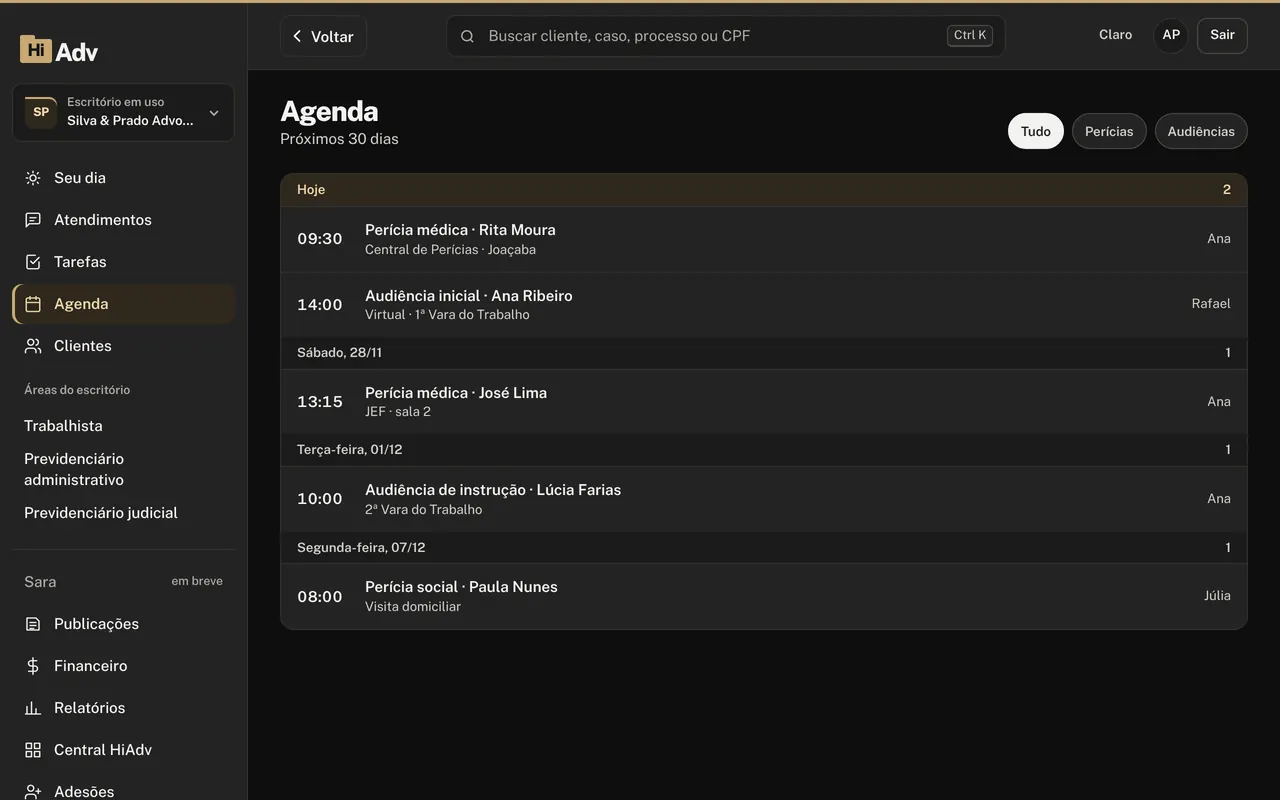 Hi Adv
Voltar
Buscar cliente, caso, processo ou CPF
Ctrl K
Claro
AP
Sair
SP
Escritório em uso
Silva & Prado Advo...
Seu dia
Atendimentos
Tarefas
Agenda
Clientes
Áreas do escritório
Trabalhista
Previdenciário
administrativo
Previdenciário judicial
Sara
em breve
Publicações
Financeiro
Relatórios
Central HiAdv
Adesões
Agenda
Próximos 30 dias
Tudo
Perícias
Audiências
Hoje
2
09:30
Perícia médica · Rita Moura
Central de Perícias · Joaçaba
Ana
14:00
Audiência inicial · Ana Ribeiro
Virtual · 1ª Vara do Trabalho
Rafael
Sábado, 28/11
1
13:15
Perícia médica · José Lima
JEF · sala 2
Ana
Terça-feira, 01/12
1
10:00
Audiência de instrução · Lúcia Farias
2ª Vara do Trabalho
Ana
Segunda-feira, 07/12
1
08:00
Perícia social · Paula Nunes
Visita domiciliar
Júlia